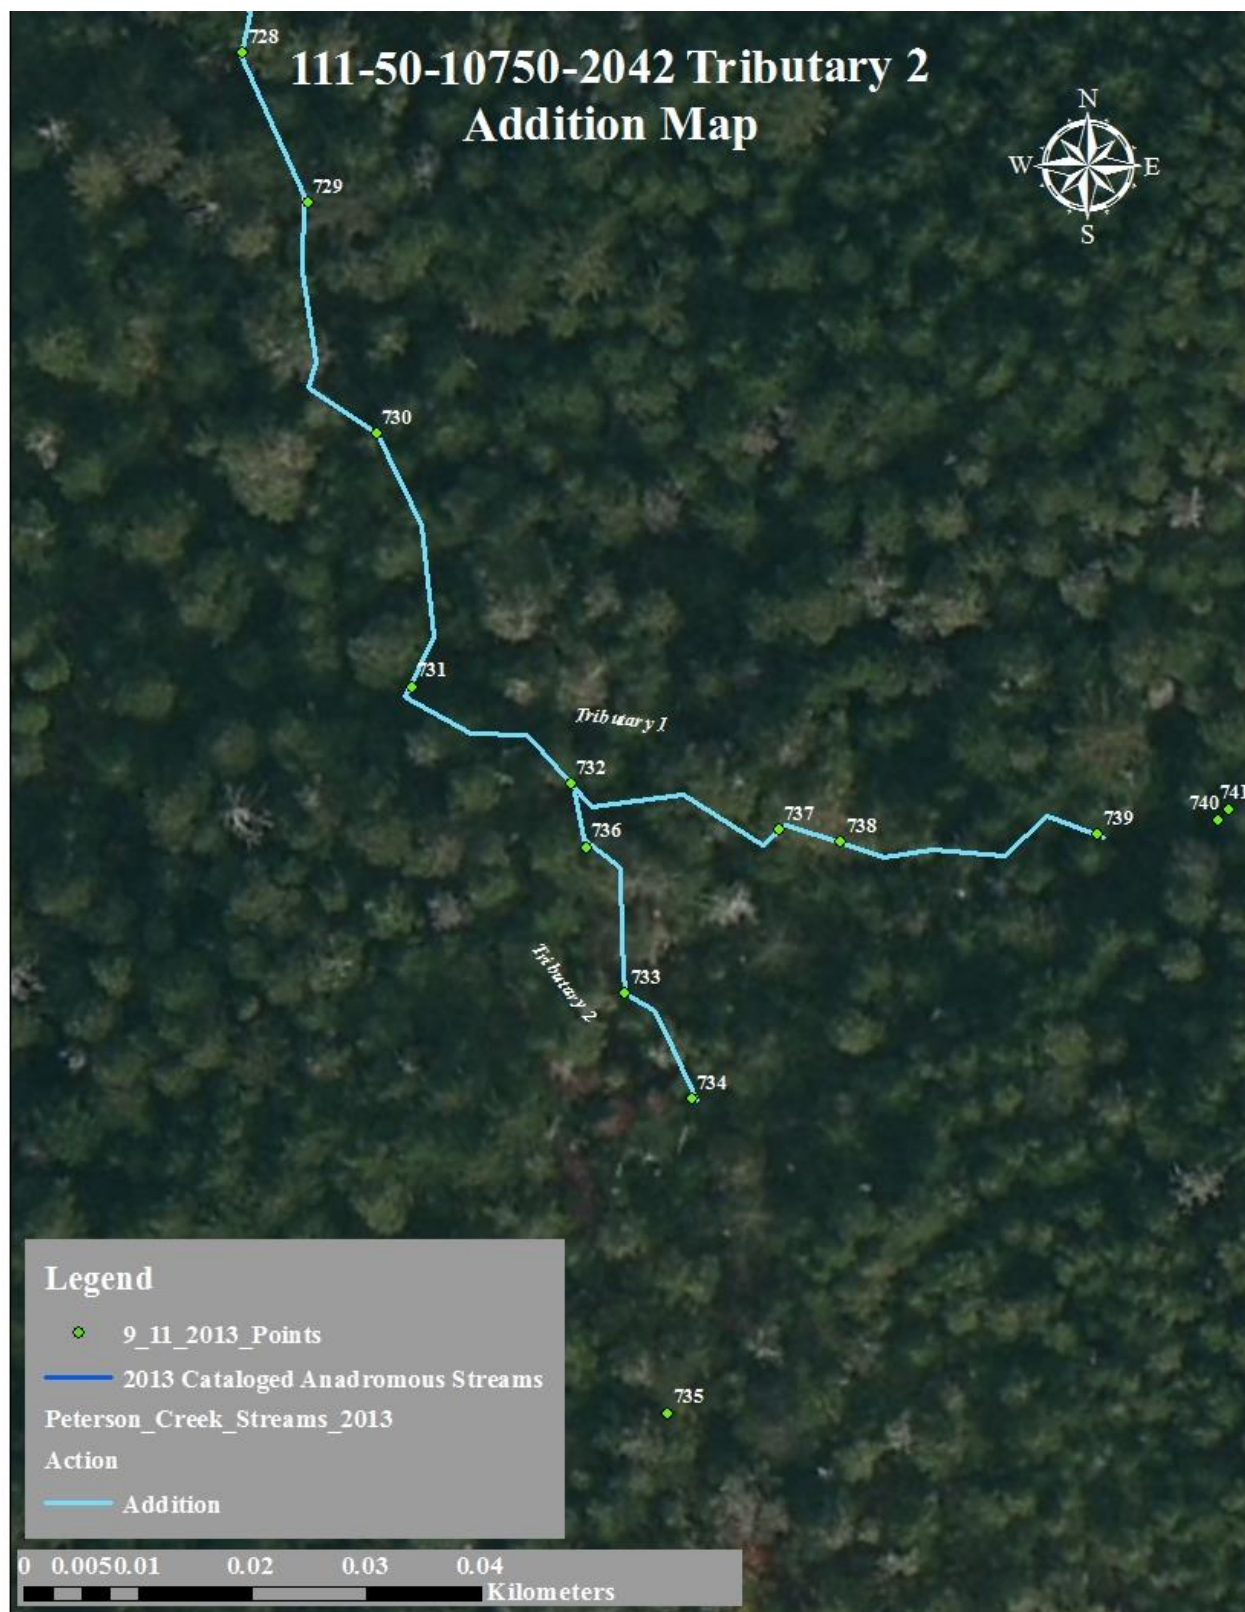 728
111-50-10750-2042 Tributary 2
Addition Map
N
W E
S
729
730
731
Tributary 1
732
736
737
738
739
740
741
Tributary 2
733
734
735
Legend
9_11_2013_Points
2013 Cataloged Anadromous Streams
Peterson_Creek_Streams_2013
Action
Addition
0 0.0050.01 0.02 0.03 0.04
Kilometers